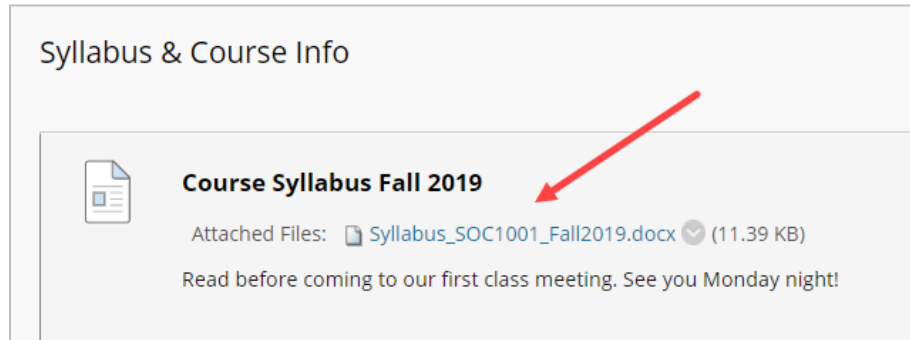 Syllabus & Course Info
Course Syllabus Fall 2019
Attached Files: Syllabus_SOC1001_Fall2019.docx (11.39 KB)
Read before coming to our first class meeting. See you Monday night!